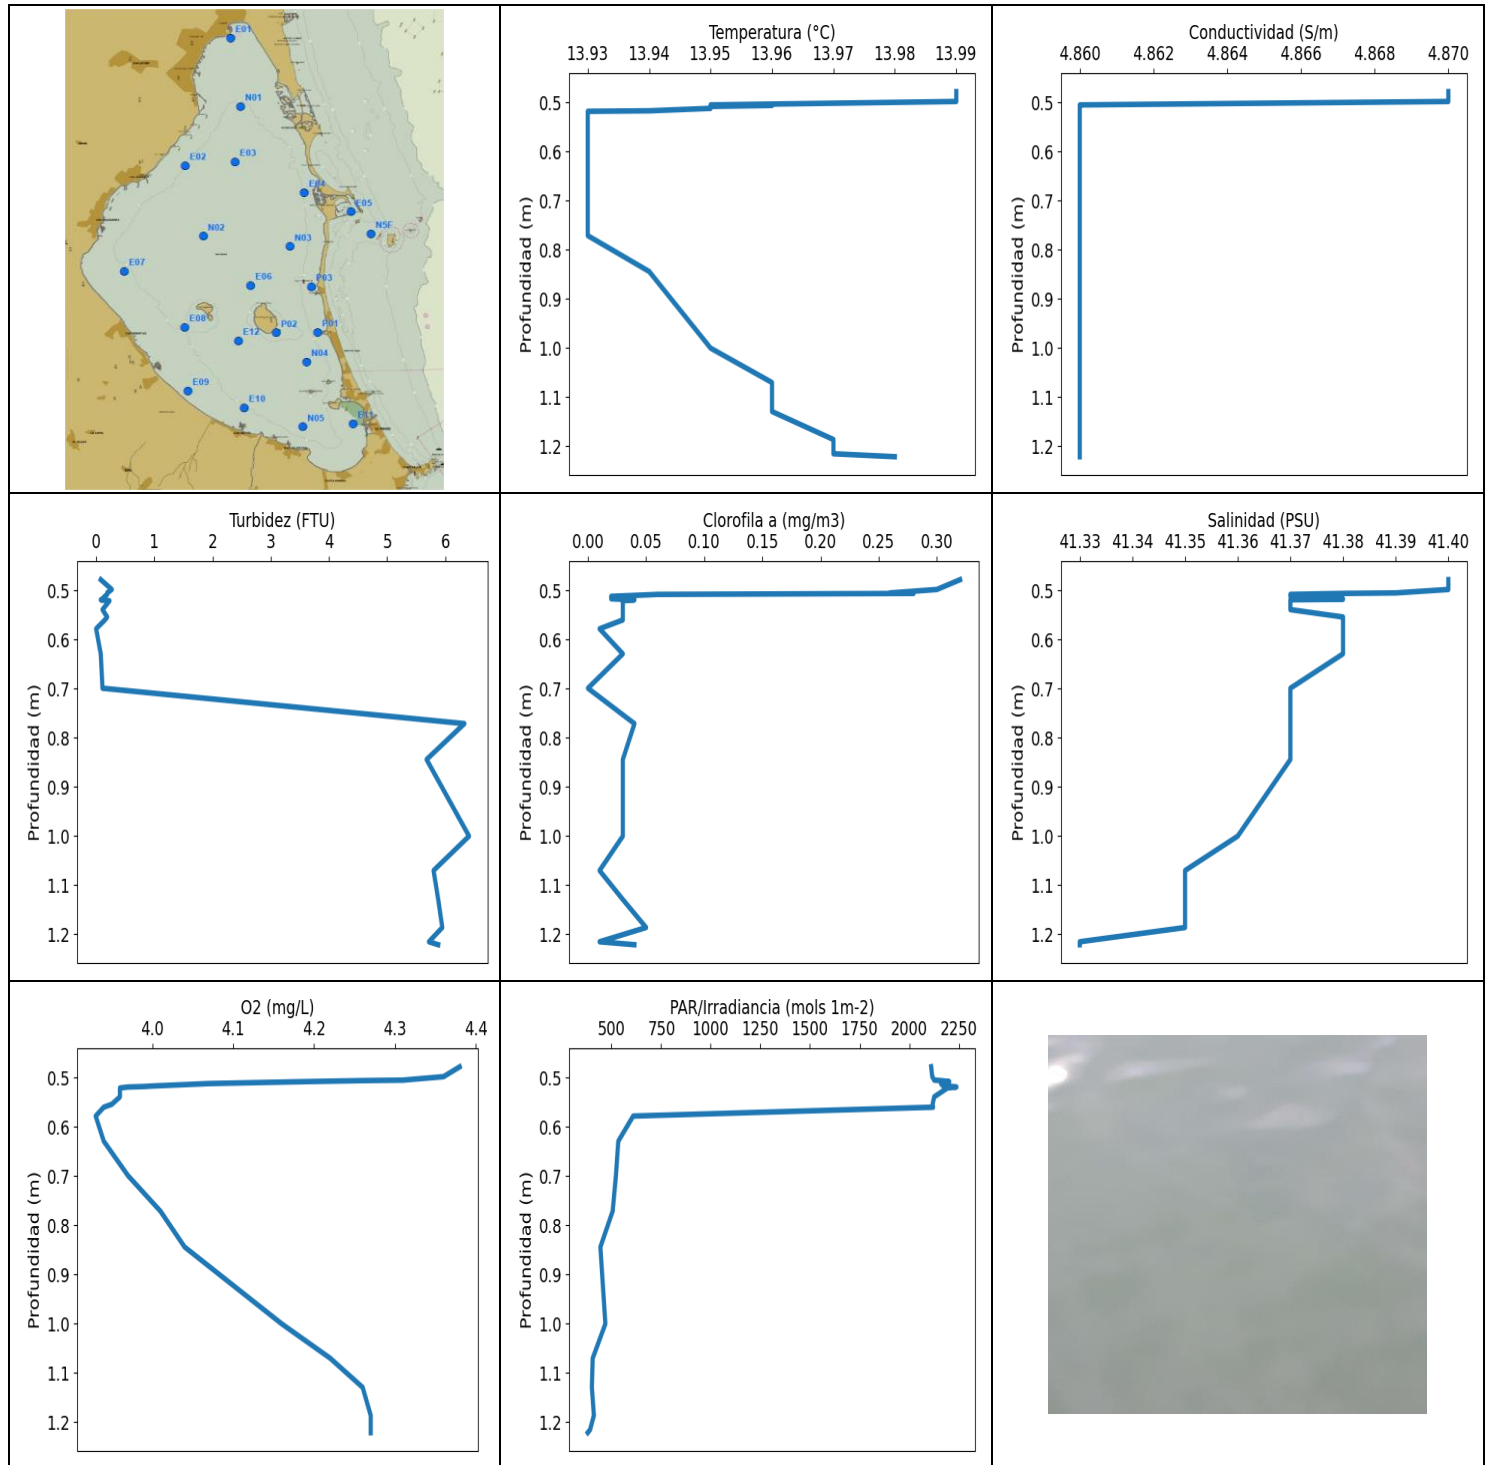 E01
N01
E02
E03
E04
E05
N5E
N02
N03
E07
E06
P03
E08
E12
P02
P01
N04
E09
E10
N05
E11
Temperatura (°C)
13.93 13.94 13.95 13.96 13.97 13.98 13.99
Profundidad (m)
0.5
0.6
0.7
0.8
0.9
1.0
1.1
1.2
Conductividad (S/m)
4.860 4.862 4.864 4.866 4.868 4.870
Profundidad (m)
0.5
0.6
0.7
0.8
0.9
1.0
1.1
1.2
Turbidez (FTU)
0 1 2 3 4 5 6
Profundidad (m)
0.5
0.6
0.7
0.8
0.9
1.0
1.1
1.2
Clorofila a (mg/m3)
0.00 0.05 0.10 0.15 0.20 0.25 0.30
Profundidad (m)
0.5
0.6
0.7
0.8
0.9
1.0
1.1
1.2
Salinidad (PSU)
41.33 41.34 41.35 41.36 41.37 41.38 41.39 41.40
Profundidad (m)
0.5
0.6
0.7
0.8
0.9
1.0
1.1
1.2
O2 (mg/L)
4.0 4.1 4.2 4.3 4.4
Profundidad (m)
0.5
0.6
0.7
0.8
0.9
1.0
1.1
1.2
PAR/Irradiancia (mols 1m-2)
500 750 1000 1250 1500 1750 2000 2250
Profundidad (m)
0.5
0.6
0.7
0.8
0.9
1.0
1.1
1.2